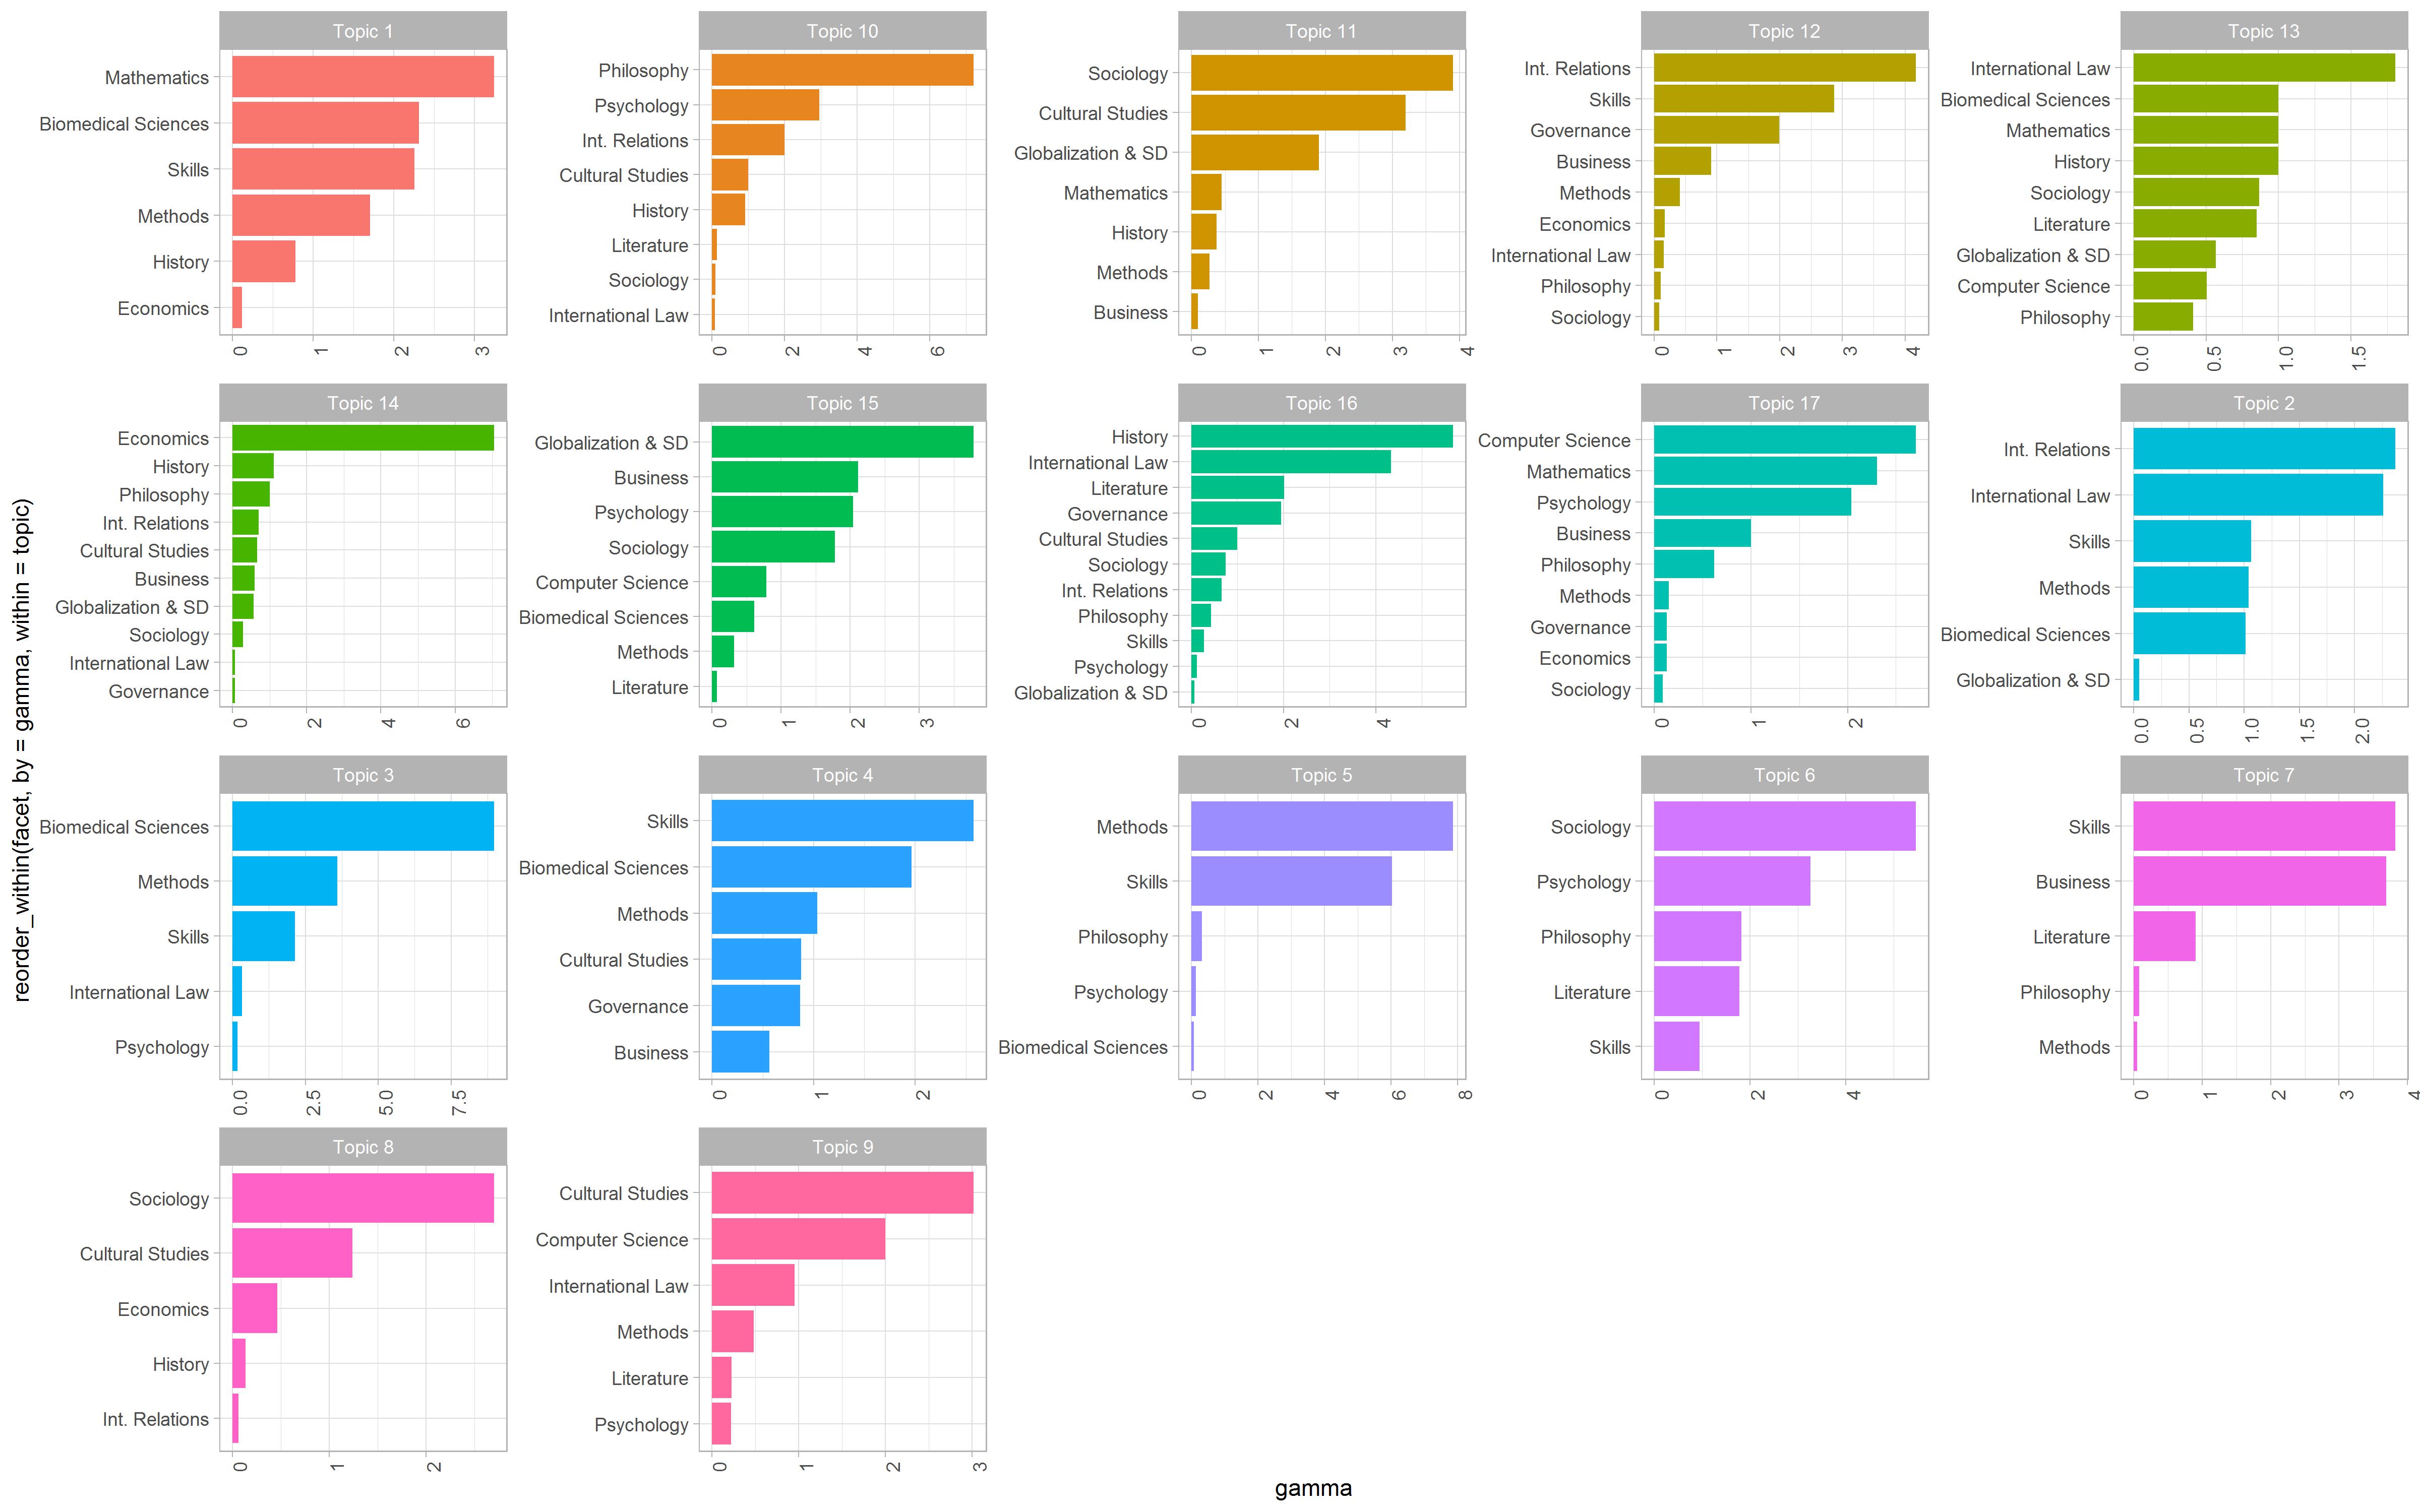 reorder_within(facet, by = gamma, within = topic)
Topic 1
Mathematics
Biomedical Sciences
Skills
Methods
History
Economics
0 1 2 3
Topic 10
Philosophy
Psychology
Int. Relations
Cultural Studies
History
Literature
Sociology
International Law
0 2 4 6
Topic 11
Sociology
Cultural Studies
Globalization & SD
Mathematics
History
Methods
Business
0 1 2 3 4
Topic 12
Int. Relations
Skills
Governance
Business
Methods
Economics
International Law
Philosophy
Sociology
0 1 2 3 4
Topic 13
International Law
Biomedical Sciences
Mathematics
History
Sociology
Literature
Globalization & SD
Computer Science
Philosophy
0.0 0.5 1.0 1.5
Topic 14
Economics
History
Philosophy
Int. Relations
Cultural Studies
Business
Globalization & SD
Sociology
International Law
Governance
0 2 4 6
Topic 15
Globalization & SD
Business
Psychology
Sociology
Computer Science
Biomedical Sciences
Methods
Literature
0 1 2 3
Topic 16
History
International Law
Literature
Governance
Cultural Studies
Sociology
Int. Relations
Philosophy
Skills
Psychology
Globalization & SD
0 2 4
Topic 17
Computer Science
Mathematics
Psychology
Business
Philosophy
Methods
Governance
Economics
Sociology
0 1 2
Topic 2
Int. Relations
International Law
Skills
Methods
Biomedical Sciences
Globalization & SD
0.0 0.5 1.0 1.5 2.0
Topic 3
Biomedical Sciences
Methods
Skills
International Law
Psychology
0.0 2.5 5.0 7.5
Topic 4
Skills
Biomedical Sciences
Methods
Cultural Studies
Governance
Business
0 1 2
Topic 5
Methods
Skills
Philosophy
Psychology
Biomedical Sciences
0 2 4 6 8
Topic 6
Sociology
Psychology
Philosophy
Literature
Skills
0 2 4
Topic 7
Skills
Business
Literature
Philosophy
Methods
0 1 2 3 4
Topic 8
Sociology
Cultural Studies
Economics
History
Int. Relations
0 1 2
Topic 9
Cultural Studies
Computer Science
International Law
Methods
Literature
Psychology
0 1 2 3
gamma